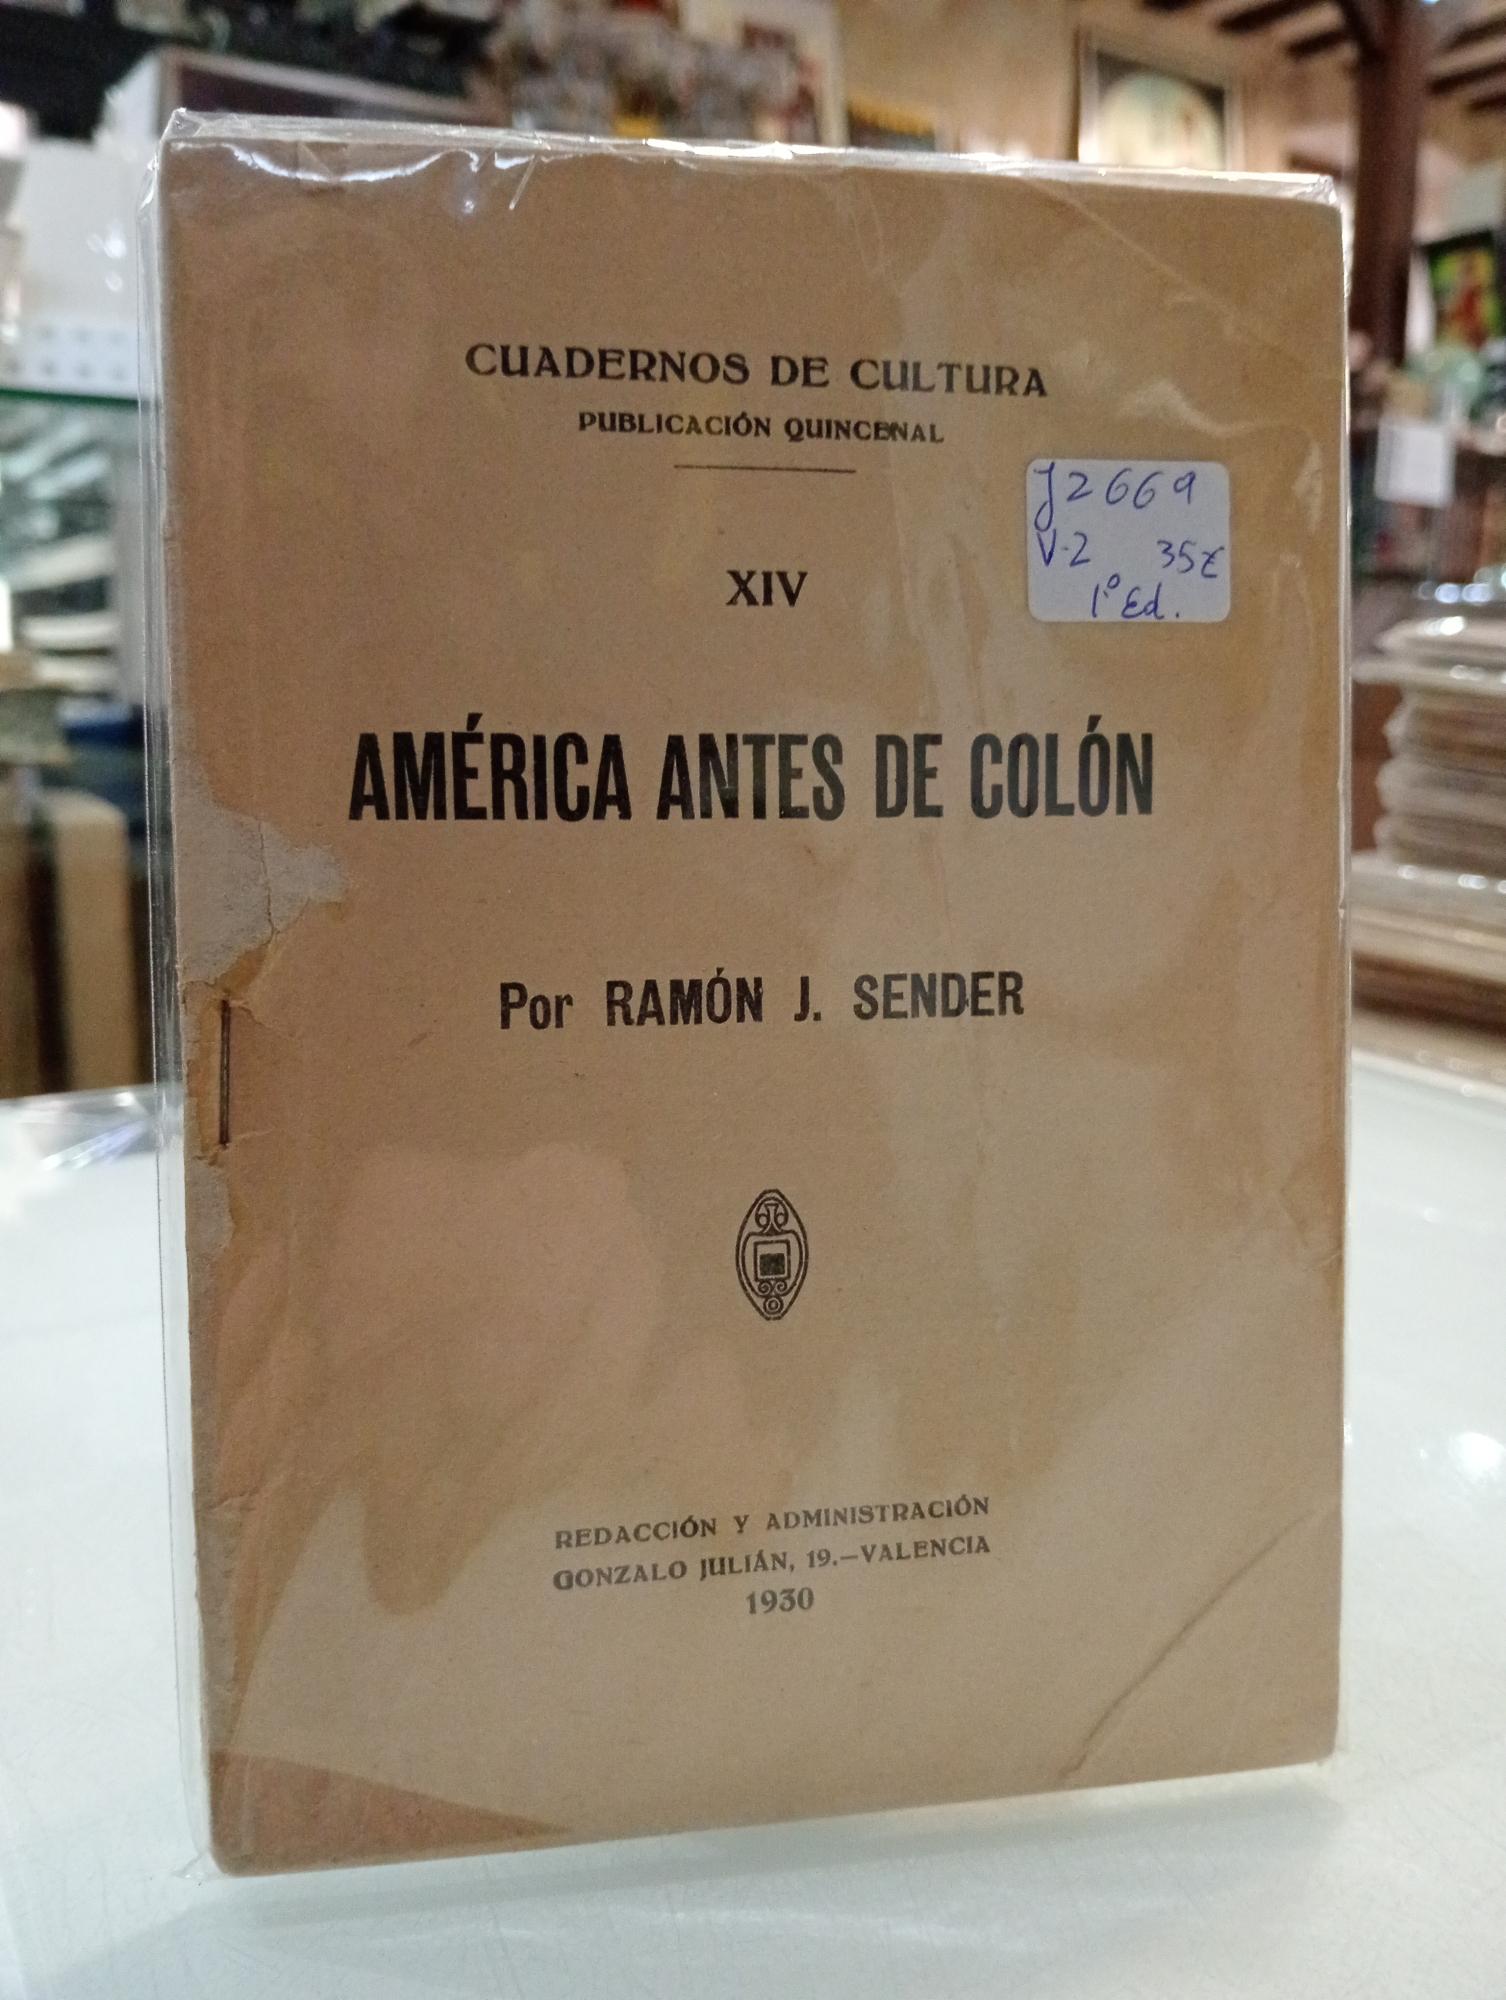 CUADERNOS DE CULTURA
PUBLICACIÓN QUINCENAL
J2669
V-2 35€
1º Ed.
XIV
AMÉRICA ANTES DE COLÓN
Por RAMÓN J. SENDER
REDACCIÓN Y ADMINISTRACIÓN
GONZALO JULIÁN, 19.—VALENCIA
1930